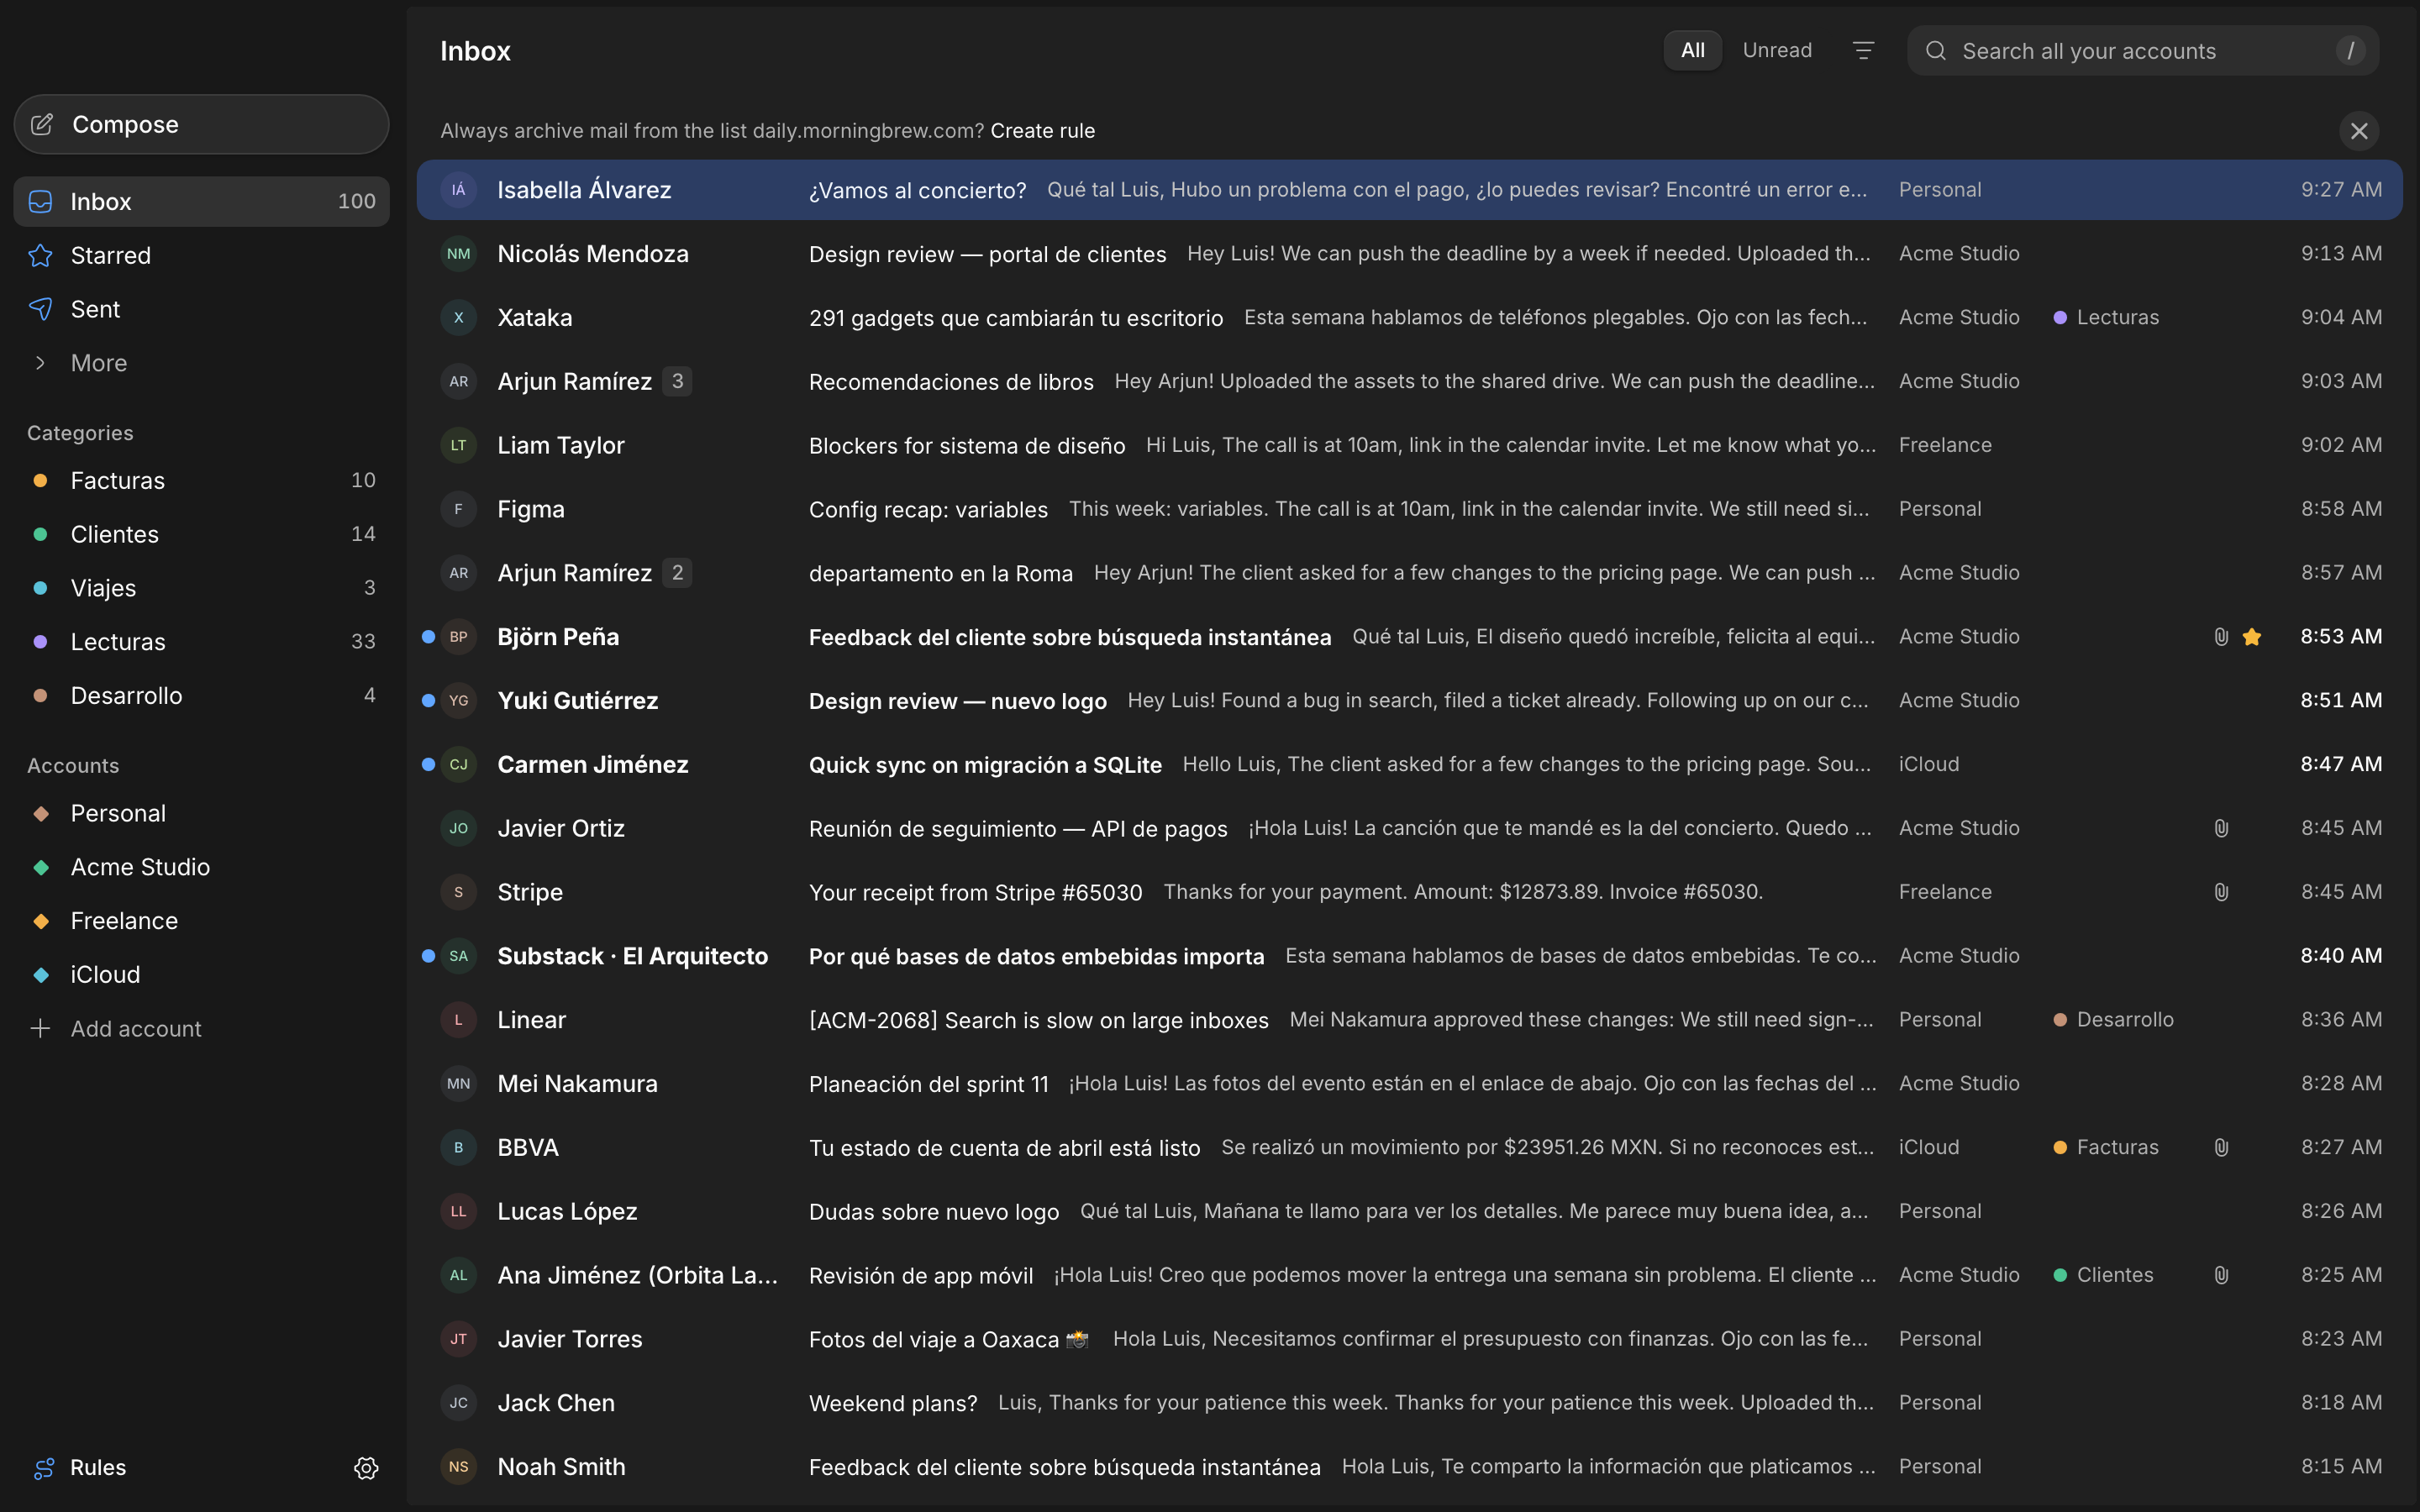 Inbox
All Unread Search all your accounts /
Compose
Inbox 100
Starred
Sent
More
Categories
Facturas 10
Clientes 14
Viajes 3
Lecturas 33
Desarrollo 4
Accounts
Personal
Acme Studio
Freelance
iCloud
Add account
Rules
Always archive mail from the list daily.morningbrew.com? Create rule
IÁ Isabella Álvarez ¿Vamos al concierto? Qué tal Luis, Hubo un problema con el pago, ¿lo puedes revisar? Encontré un error e... Personal 9:27 AM
NM Nicolás Mendoza Design review — portal de clientes Hey Luis! We can push the deadline by a week if needed. Uploaded th... Acme Studio 9:13 AM
X Xataka 291 gadgets que cambiarán tu escritorio Esta semana hablamos de teléfonos plegables. Ojo con las fech... Acme Studio Lecturas 9:04 AM
AR Arjun Ramírez 3 Recomendaciones de libros Hey Arjun! Uploaded the assets to the shared drive. We can push the deadline... Acme Studio 9:03 AM
LT Liam Taylor Blockers for sistema de diseño Hi Luis, The call is at 10am, link in the calendar invite. Let me know what yo... Freelance 9:02 AM
F Figma Config recap: variables This week: variables. The call is at 10am, link in the calendar invite. We still need si... Personal 8:58 AM
AR Arjun Ramírez 2 departamento en la Roma Hey Arjun! The client asked for a few changes to the pricing page. We can push ... Acme Studio 8:57 AM
BP Björn Peña Feedback del cliente sobre búsqueda instantánea Qué tal Luis, El diseño quedó increíble, felicita al equi... Acme Studio 8:53 AM
YG Yuki Gutiérrez Design review — nuevo logo Hey Luis! Found a bug in search, filed a ticket already. Following up on our c... Acme Studio 8:51 AM
CJ Carmen Jiménez Quick sync on migración a SQLite Hello Luis, The client asked for a few changes to the pricing page. Sou... iCloud 8:47 AM
JO Javier Ortiz Reunión de seguimiento — API de pagos ¡Hola Luis! La canción que te mandé es la del concierto. Quedo ... Acme Studio 8:45 AM
S Stripe Your receipt from Stripe #65030 Thanks for your payment. Amount: $12873.89. Invoice #65030. Freelance 8:45 AM
SA Substack · El Arquitecto Por qué bases de datos embebidas importa Esta semana hablamos de bases de datos embebidas. Te co... Acme Studio 8:40 AM
L Linear [ACM-2068] Search is slow on large inboxes Mei Nakamura approved these changes: We still need sign-... Personal Desarrollo 8:36 AM
MN Mei Nakamura Planeación del sprint 11 ¡Hola Luis! Las fotos del evento están en el enlace de abajo. Ojo con las fechas del ... Acme Studio 8:28 AM
B BBVA Tu estado de cuenta de abril está listo Se realizó un movimiento por $23951.26 MXN. Si no reconoces est... iCloud Facturas 8:27 AM
LL Lucas López Dudas sobre nuevo logo Qué tal Luis, Mañana te llamo para ver los detalles. Me parece muy buena idea, a... Personal 8:26 AM
AL Ana Jiménez (Orbita La... Revisión de app móvil ¡Hola Luis! Creo que podemos mover la entrega una semana sin problema. El cliente ... Acme Studio Clientes 8:25 AM
JT Javier Torres Fotos del viaje a Oaxaca 📸 Hola Luis, Necesitamos confirmar el presupuesto con finanzas. Ojo con las fe... Personal 8:23 AM
JC Jack Chen Weekend plans? Luis, Thanks for your patience this week. Thanks for your patience this week. Uploaded th... Personal 8:18 AM
NS Noah Smith Feedback del cliente sobre búsqueda instantánea Hola Luis, Te comparto la información que platicamos ... Personal 8:15 AM